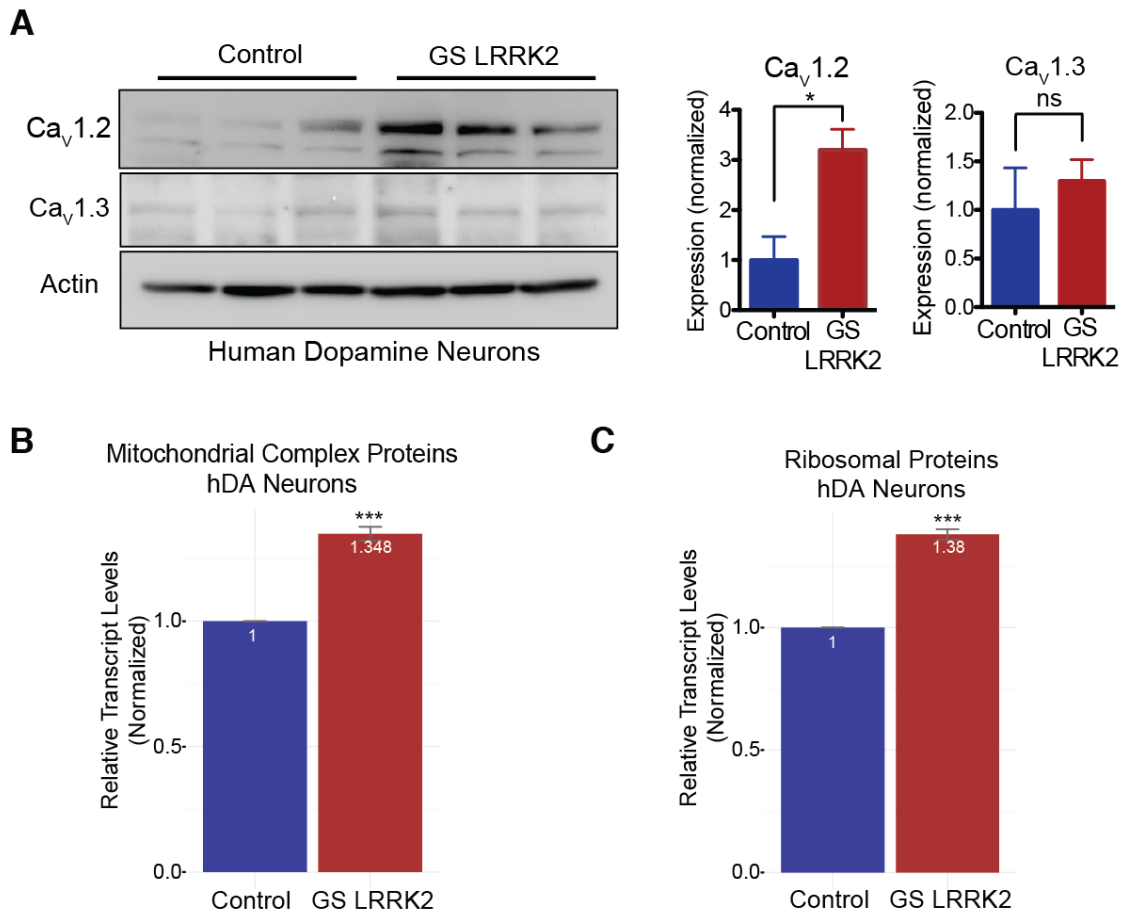 A
Control
GS LRRK2
CaV1.2
CaV1.3
Actin
Human Dopamine Neurons
CaV1.2
*
Expression (normalized)
4
3
2
1
0
Control
GS
LRRK2
CaV1.3
ns
Expression (normalized)
2.0
1.5
1.0
0.5
0.0
Control
GS
LRRK2
B
Mitochondrial Complex Proteins
hDA Neurons
***
1.348
1
Relative Transcript Levels
(Normalized)
1.0
0.5
0.0
Control
GS LRRK2
C
Ribosomal Proteins
hDA Neurons
***
1.38
1
Relative Transcript Levels
(Normalized)
1.0
0.5
0.0
Control
GS LRRK2